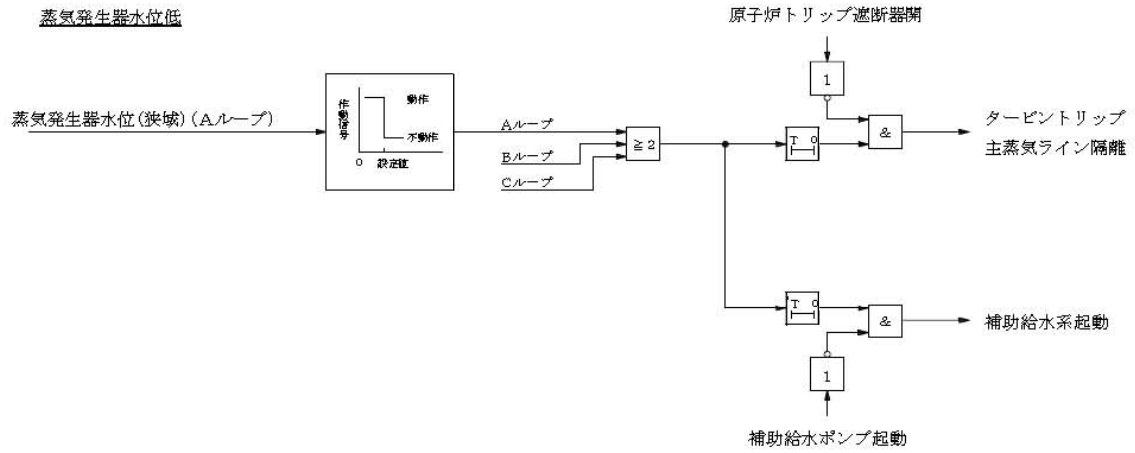 蒸気発生器水位低
原子炉トリップ遮断器開
1
蒸気発生器水位(狭域)(Aループ)
作動信号
動作
不動作
0 設定値
Aループ
Bループ
Cループ
≧2
T 0
&
タービントリップ
主蒸気ライン隔離
T 0
&
補助給水系起動
1
補助給水ポンプ起動